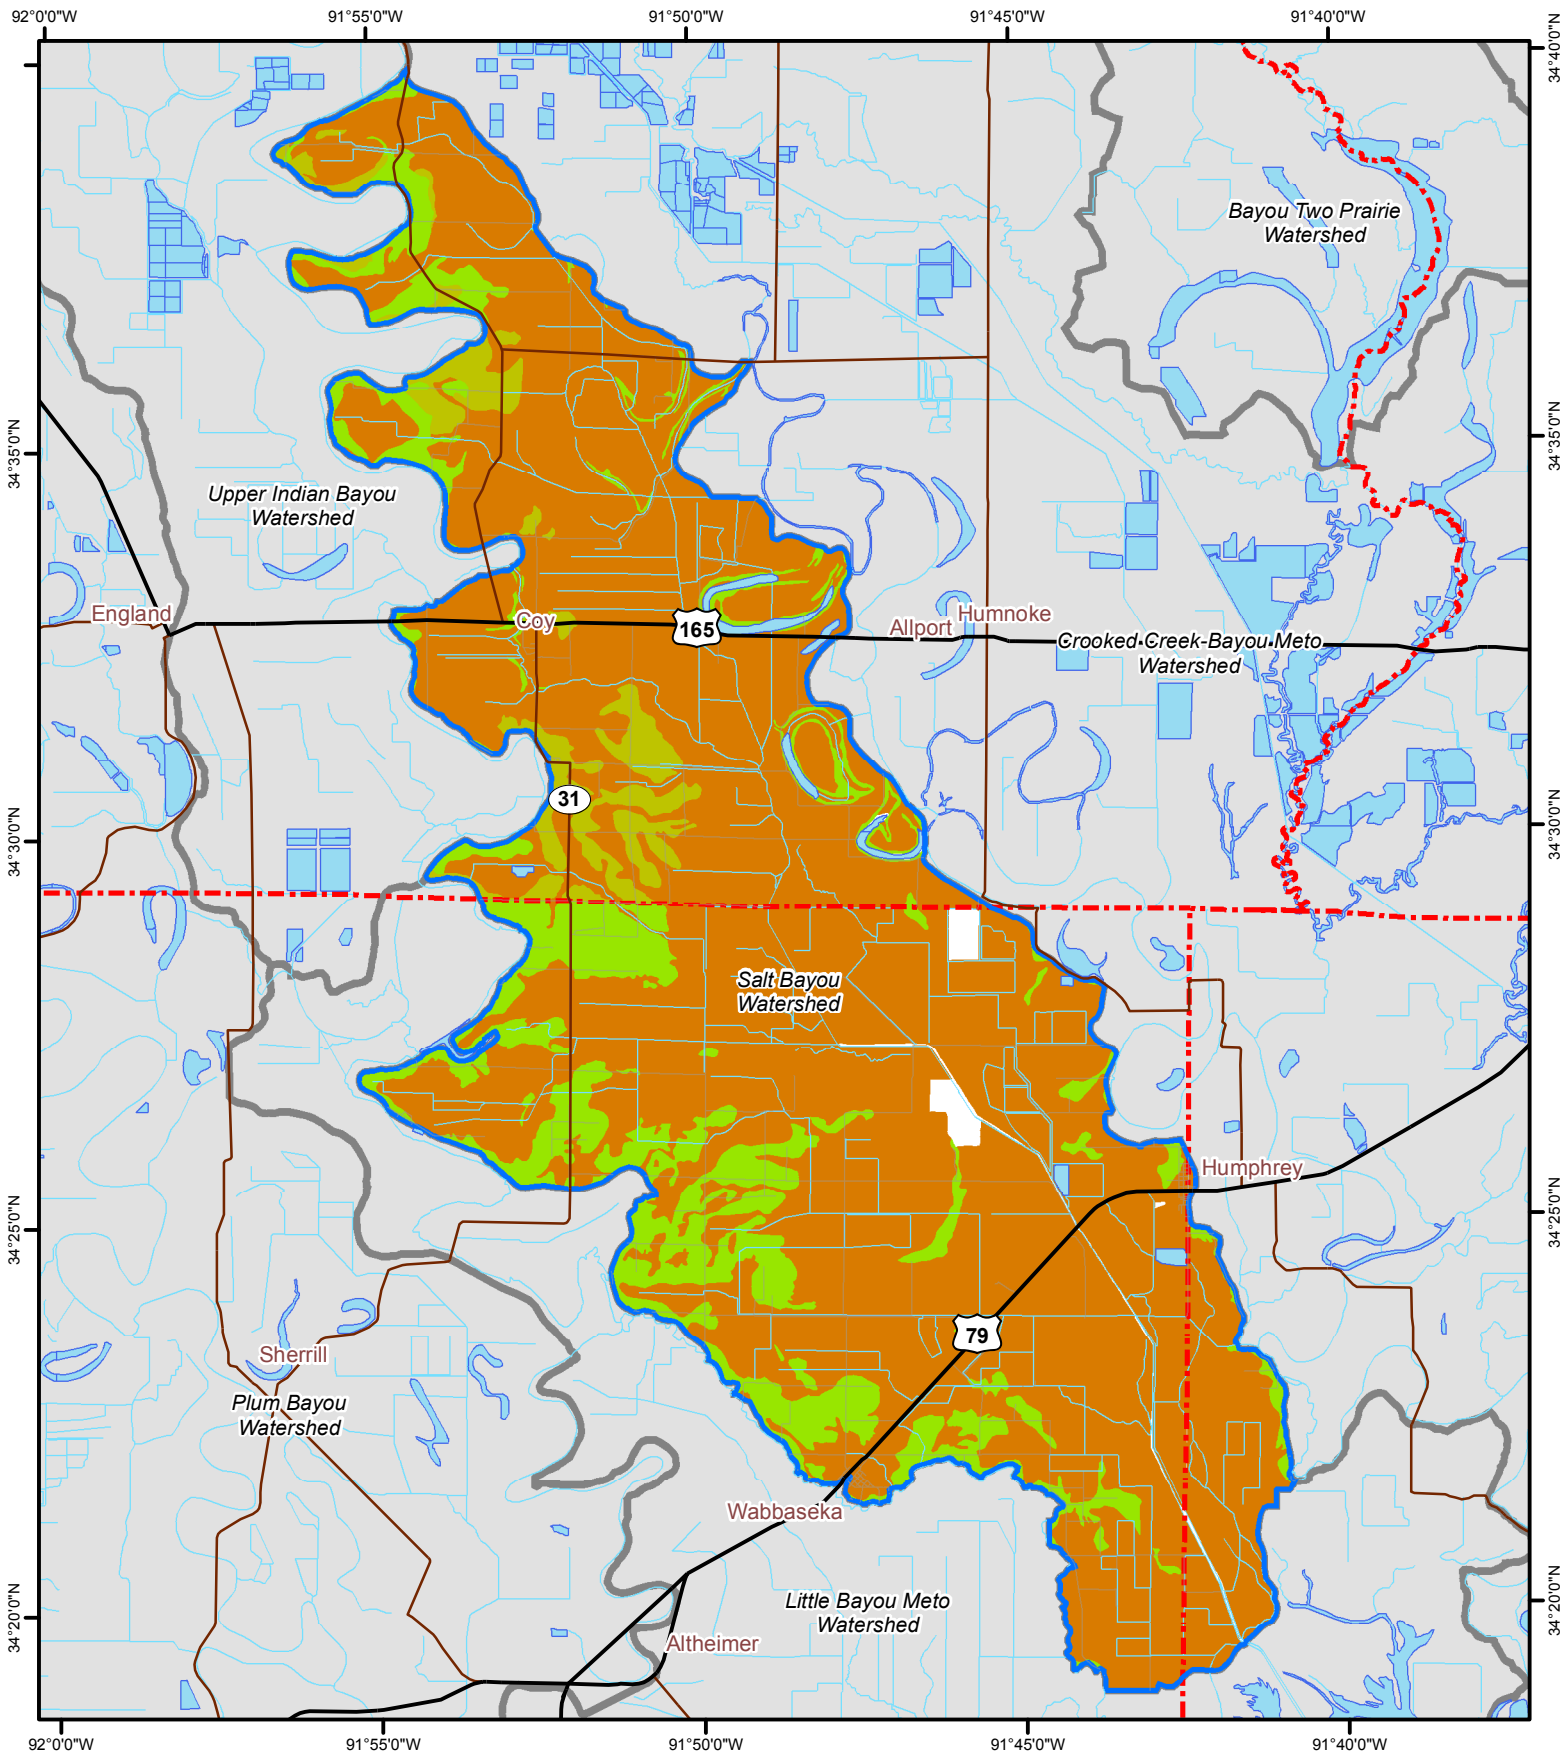 92°0'0"W
91°55'0"W
91°50'0"W
91°45'0"W
91°40'0"W
34°40'0"N
Bayou Two Prairie
Watershed
34°35'0"N
34°35'0"N
Upper Indian Bayou
Watershed
England
Coy
165
Allport
Humnoke
Crooked Creek-Bayou Meto
Watershed
31
34°30'0"N
34°30'0"N
Salt Bayou
Watershed
Humphrey
34°25'0"N
34°25'0"N
79
Sherrill
Plum Bayou
Watershed
Wabbaseka
Little Bayou Meto
Watershed
34°20'0"N
34°20'0"N
Altheimer
92°0'0"W
91°55'0"W
91°50'0"W
91°45'0"W
91°40'0"W